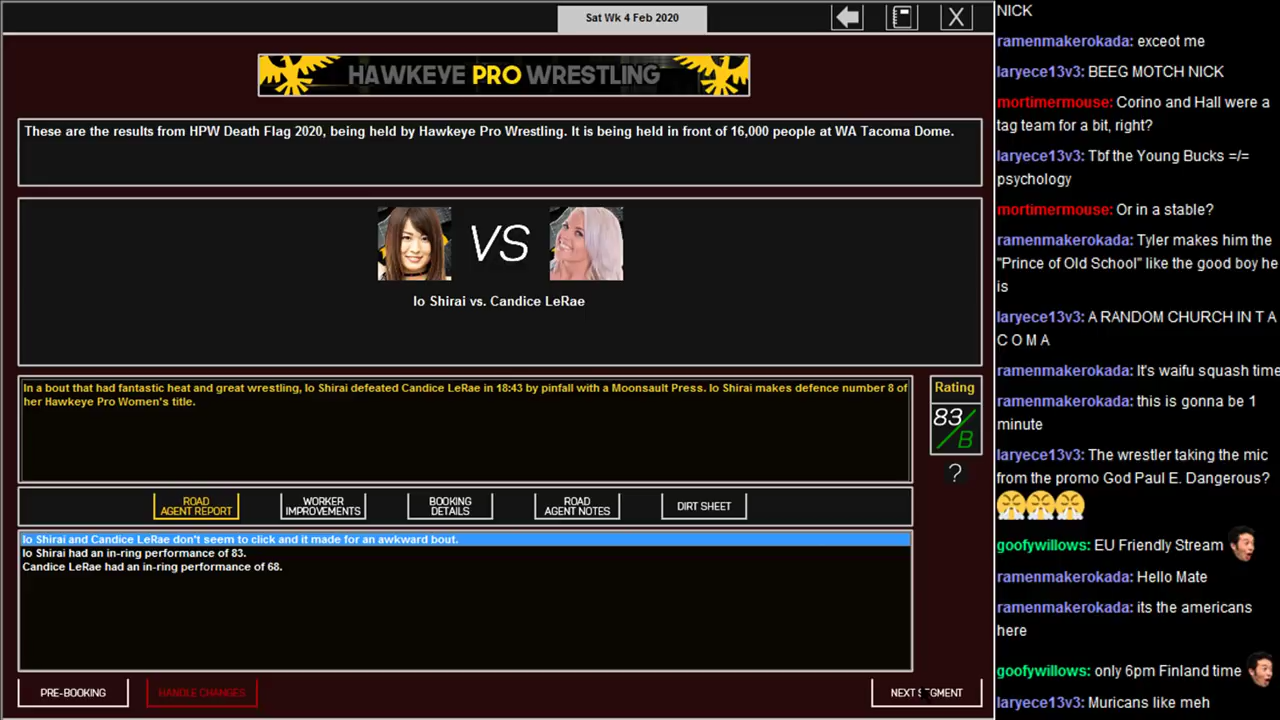 Sat Wk 4 Feb 2020
HAWKEYE PRO WRESTLING
These are the results from HPW Death Flag 2020, being held by Hawkeye Pro Wrestling. It is being held in front of 16,000 people at WA Tacoma Dome.
VS
Io Shirai vs. Candice LeRae
In a bout that had fantastic heat and great wrestling, Io Shirai defeated Candice LeRae in 18:43 by pinfall with a Moonsault Press. Io Shirai makes defence number 8 of
her Hawkeye Pro Women's title.
Rating
83
B
?
ROAD
AGENT REPORT
WORKER
IMPROVEMENTS
BOOKING
DETAILS
ROAD
AGENT NOTES
DIRT SHEET
Io Shirai and Candice LeRae don't seem to click and it made for an awkward bout.
Io Shirai had an in-ring performance of 83.
Candice LeRae had an in-ring performance of 68.
PRE-BOOKING
HANDLE CHANGES
NEXT SEGMENT
NICK
ramenmakerokada: exceot me
laryece13v3: BEEG MOTCH NICK
mortimermouse: Corino and Hall were a
tag team for a bit, right?
laryece13v3: Tbf the Young Bucks =/=
psychology
mortimermouse: Or in a stable?
ramenmakerokada: Tyler makes him the
"Prince of Old School" like the good boy he
is
laryece13v3: A RANDOM CHURCH IN T A
C O M A
ramenmakerokada: It's waifu squash time
ramenmakerokada: this is gonna be 1
minute
laryece13v3: The wrestler taking the mic
from the promo God Paul E. Dangerous?
goofywillows: EU Friendly Stream
ramenmakerokada: Hello Mate
ramenmakerokada: its the americans
here
goofywillows: only 6pm Finland time
laryece13v3: Muricans like meh